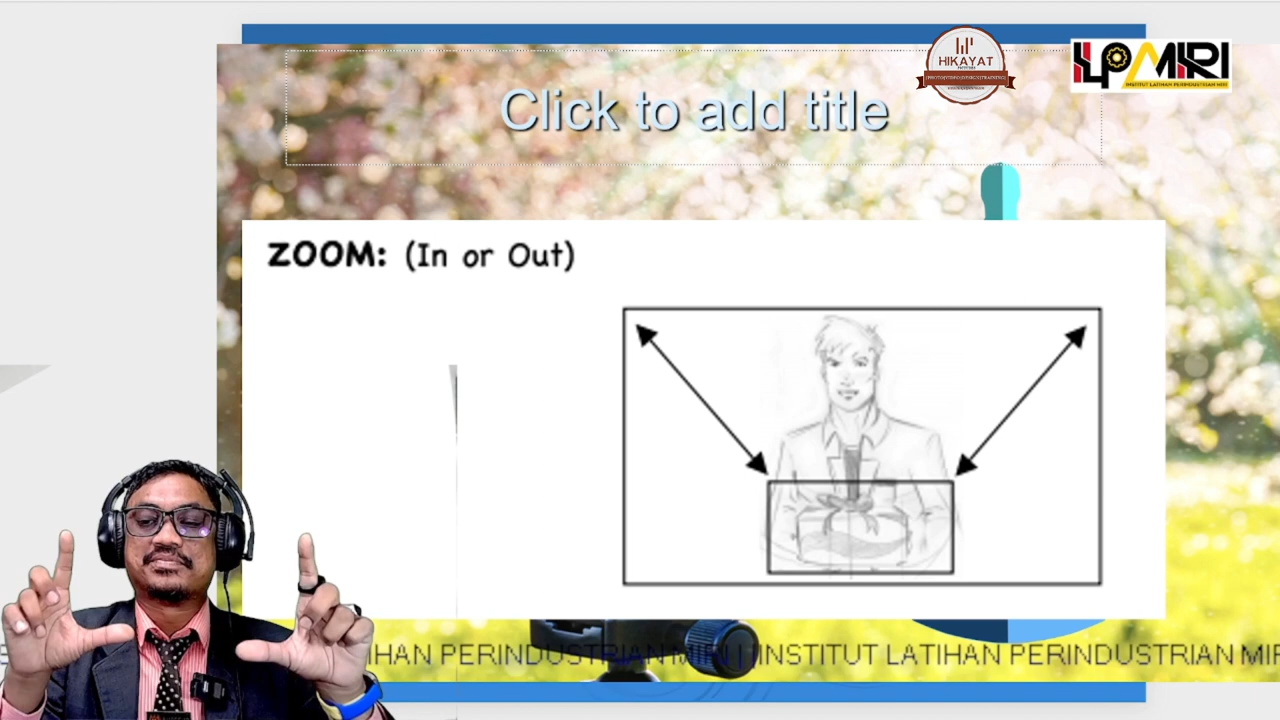 HIKAYAT
ILPMIRI
INSTITUT LATIHAN PERINDUSTRIAN MIRI
Click to add title
ZOOM: (In or Out)
IHAN PERINDUSTRIAN MIRI | INSTITUT LATIHAN PERINDUSTRIAN MIR